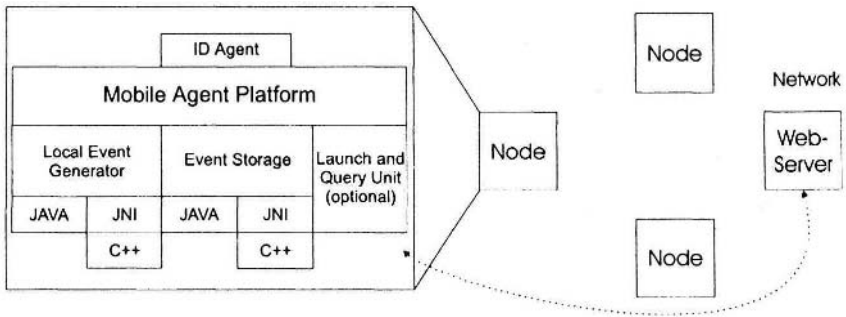 ID Agent
Mobile Agent Platform
Local Event
Generator
Event Storage
Launch and
Query Unit
(optional)
JAVA
JNI
JAVA
JNI
C++
C++
Node
Node
Node
Network
Web-
Server